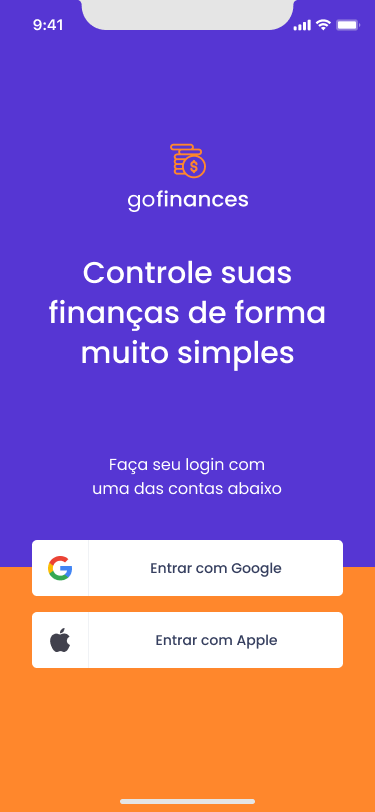 9:41
gofinances
Controle suas
finanças de forma
muito simples
Faça seu login com
uma das contas abaixo
Entrar com Google
Entrar com Apple